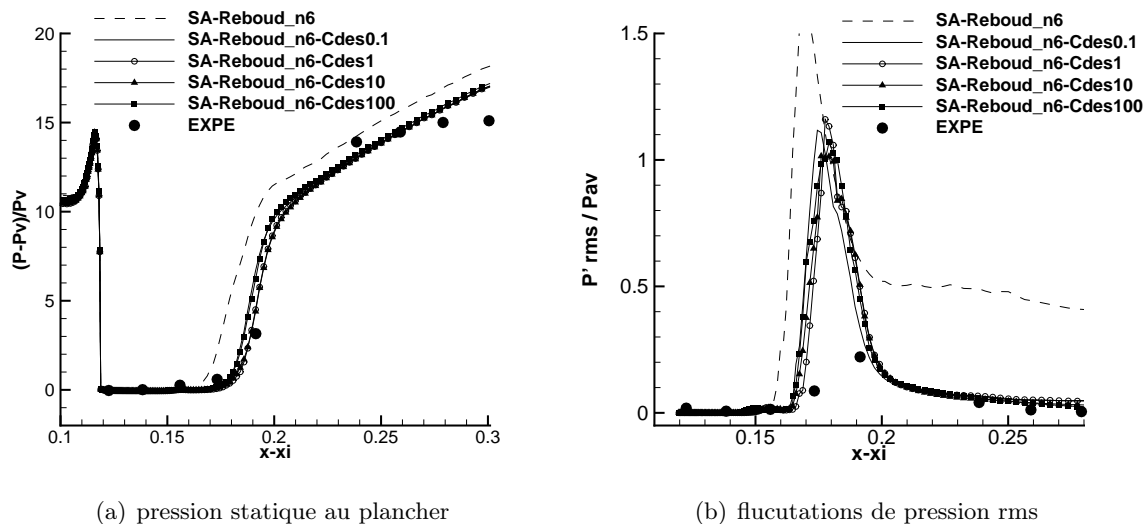 SA-Reboud_n6
SA-Reboud_n6-Cdes0.1
SA-Reboud_n6-Cdes1
SA-Reboud_n6-Cdes10
SA-Reboud_n6-Cdes100
EXPE
(P-Pv)/Pv
20
15
10
5
0
0.1 0.15 0.2 0.25 0.3
x-xi
(a) pression statique au plancher
SA-Reboud_n6
SA-Reboud_n6-Cdes0.1
SA-Reboud_n6-Cdes1
SA-Reboud_n6-Cdes10
SA-Reboud_n6-Cdes100
EXPE
P' rms / Pav
1.5
1
0.5
0
0.15 0.2 0.25
x-xi
(b) flucutations de pression rms